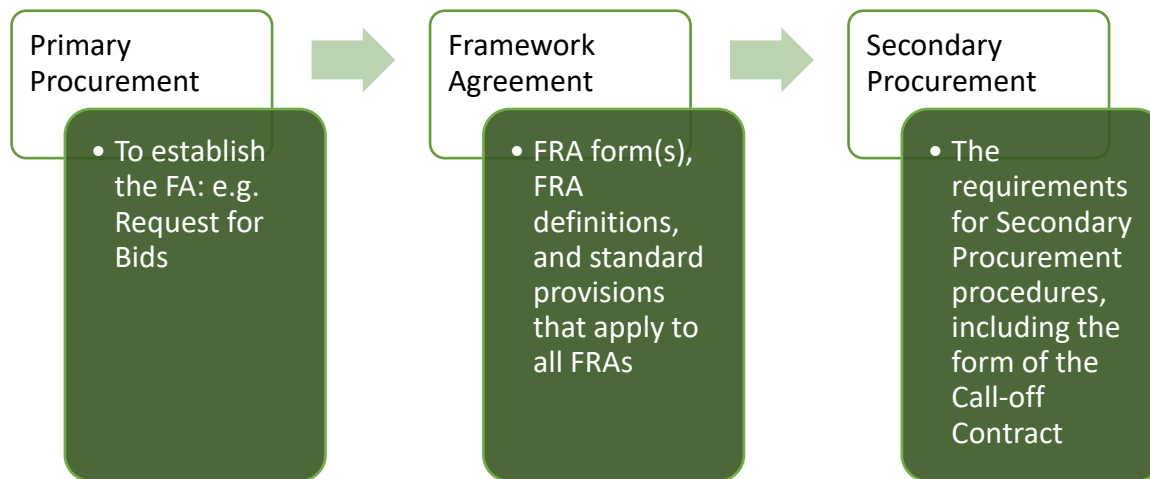 Primary
Procurement
• To establish
the FA: e.g.
Request for
Bids
Framework
Agreement
• FRA form(s),
FRA
definitions,
and standard
provisions
that apply to
all FRAs
Secondary
Procurement
• The
requirements
for Secondary
Procurement
procedures,
including the
form of the
Call-off
Contract